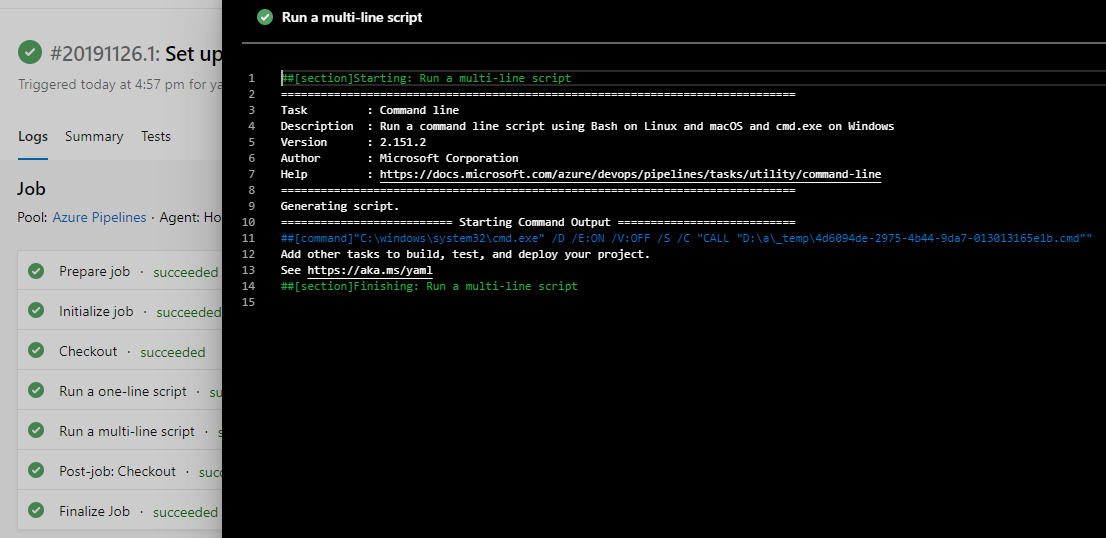 #20191126.1: Set up
Triggered today at 4:57 pm for ya
Logs Summary Tests
Job
Pool: Azure Pipelines · Agent: Ho
Prepare job · succeeded
Initialize job · succeeded
Checkout · succeeded
Run a one-line script · su
Run a multi-line script · s
Post-job: Checkout · succ
Finalize Job · succeeded
Run a multi-line script
1 ##[section]Starting: Run a multi-line script
2 ==============================================================================
3 Task         : Command line
4 Description  : Run a command line script using Bash on Linux and macOS and cmd.exe on Windows
5 Version      : 2.151.2
6 Author       : Microsoft Corporation
7 Help         : https://docs.microsoft.com/azure/devops/pipelines/tasks/utility/command-line
8 ==============================================================================
9 Generating script.
10 ========================== Starting Command Output ===========================
11 ##[command]"C:\windows\system32\cmd.exe" /D /E:ON /V:OFF /S /C "CALL "D:\a\_temp\4d6094de-2975-4b44-9da7-013013165e1b.cmd""
12 Add other tasks to build, test, and deploy your project.
13 See https://aka.ms/yaml
14 ##[section]Finishing: Run a multi-line script
15